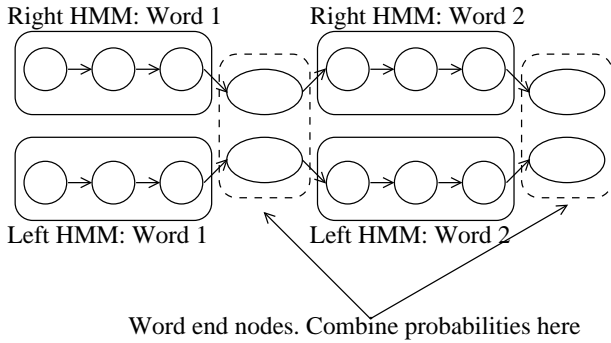 Right HMM: Word 1
Right HMM: Word 2
Left HMM: Word 1
Left HMM: Word 2
Word end nodes. Combine probabilities here